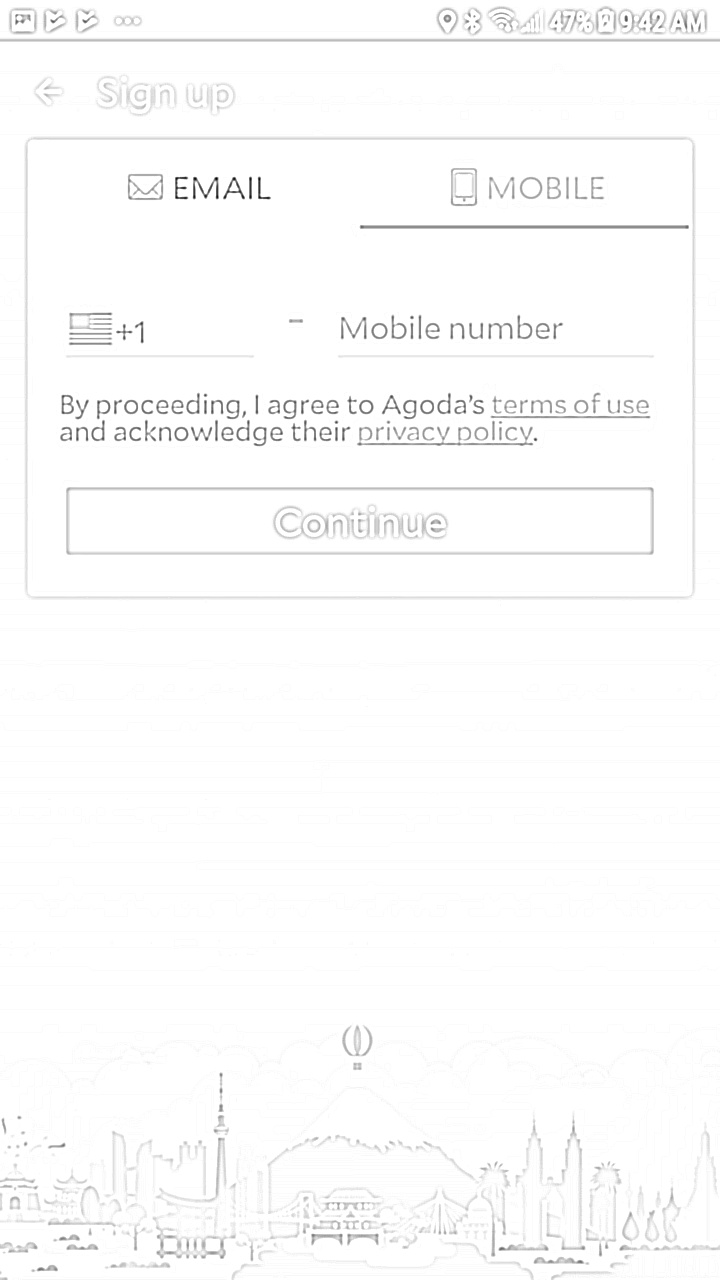 47% 9:42 AM
Sign up
EMAIL MOBILE
+1 - Mobile number
By proceeding, I agree to Agoda's terms of use
and acknowledge their privacy policy.
Continue